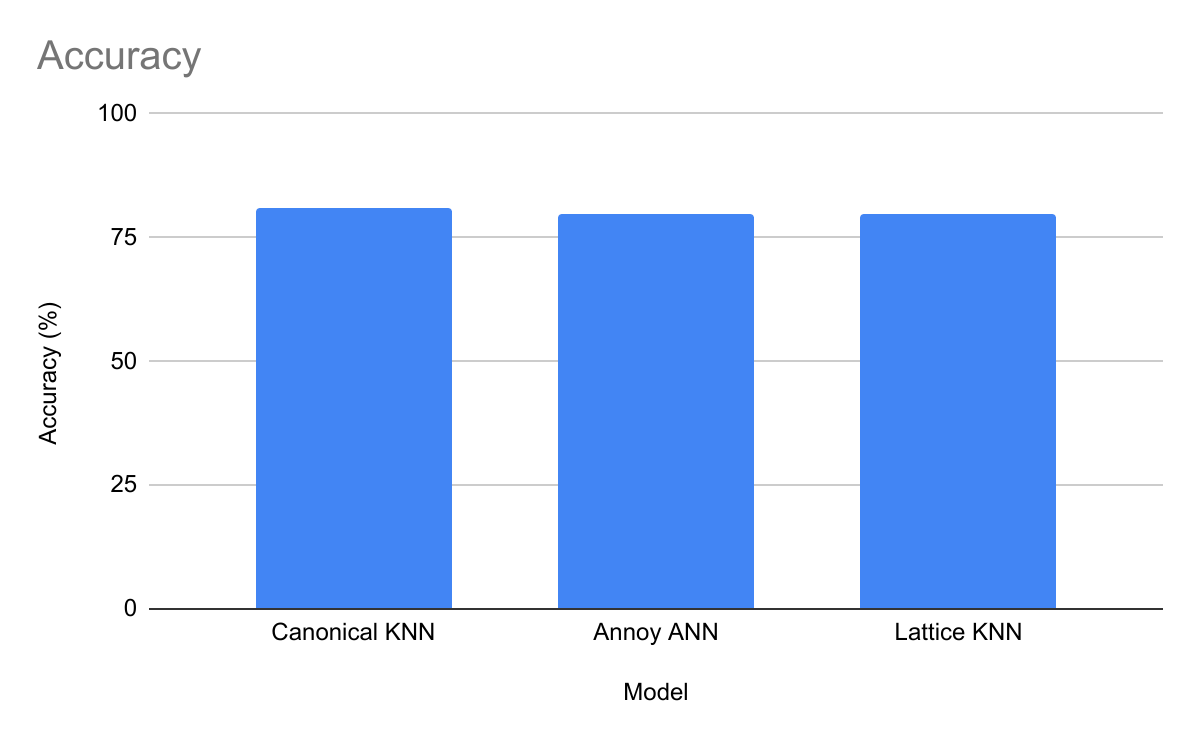 Accuracy
100
75
50
25
0
Accuracy (%)
Canonical KNN
Annoy ANN
Lattice KNN
Model